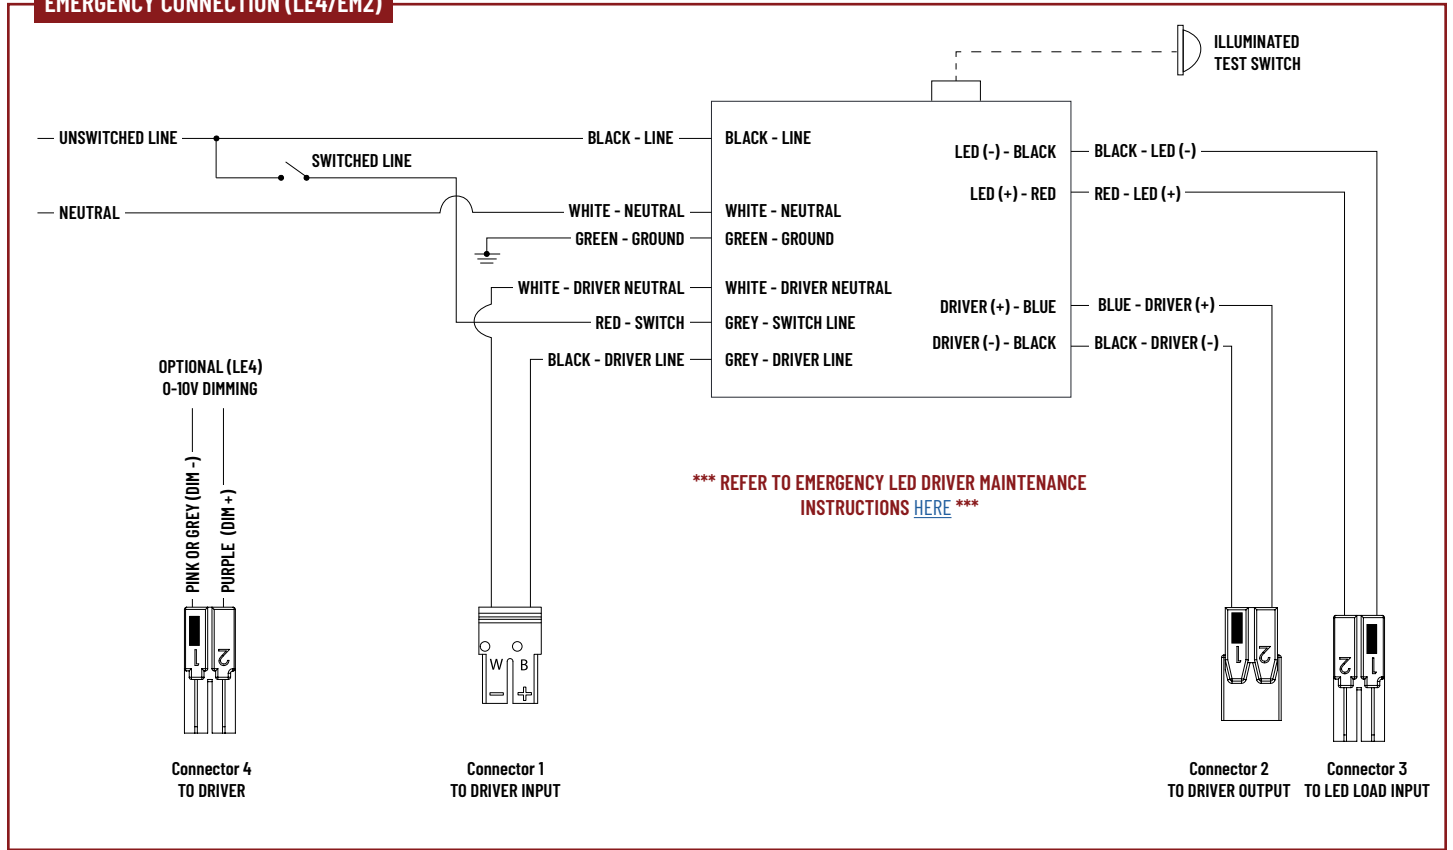 EMERGENCY CONNECTION (LE4/EM2)
ILLUMINATED
TEST SWITCH
UNSWITCHED LINE
BLACK - LINE
BLACK - LINE
SWITCHED LINE
LED (-) - BLACK
BLACK - LED (-)
LED (+) - RED
RED - LED (+)
NEUTRAL
WHITE - NEUTRAL
WHITE - NEUTRAL
GREEN - GROUND
GREEN - GROUND
WHITE - DRIVER NEUTRAL
WHITE - DRIVER NEUTRAL
DRIVER (+) - BLUE
BLUE - DRIVER (+)
RED - SWITCH
GREY - SWITCH LINE
DRIVER (-) - BLACK
BLACK - DRIVER (-)
BLACK - DRIVER LINE
GREY - DRIVER LINE
OPTIONAL (LE4)
0-10V DIMMING
PINK OR GREY (DIM -)
PURPLE (DIM +)
*** REFER TO EMERGENCY LED DRIVER MAINTENANCE
INSTRUCTIONS HERE ***
1 2
W B
- +
1 2
2 1
Connector 4
TO DRIVER
Connector 1
TO DRIVER INPUT
Connector 2
TO DRIVER OUTPUT
Connector 3
TO LED LOAD INPUT